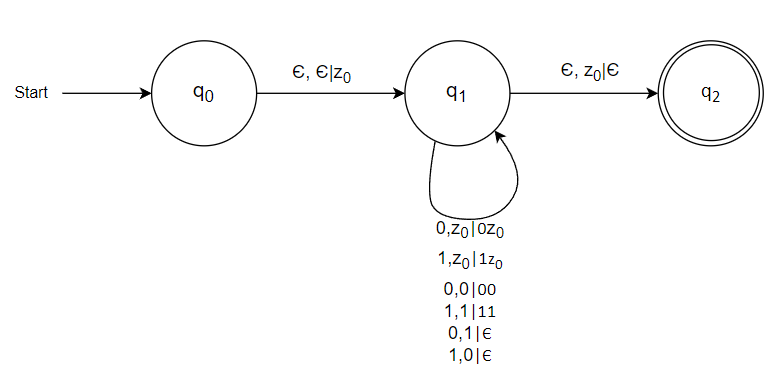 Start
q₀
Є, Є|z₀
q₁
Є, z₀|Є
q₂
0,z₀|0z₀
1,z₀|1z₀
0,0|00
1,1|11
0,1|Є
1,0|Є